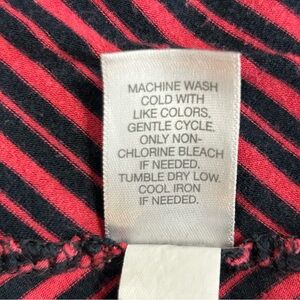 MACHINE WASH
COLD WITH
LIKE COLORS,
GENTLE CYCLE.
ONLY NON-
CHLORINE BLEACH
IF NEEDED.
TUMBLE DRY LOW.
COOL IRON
IF NEEDED.